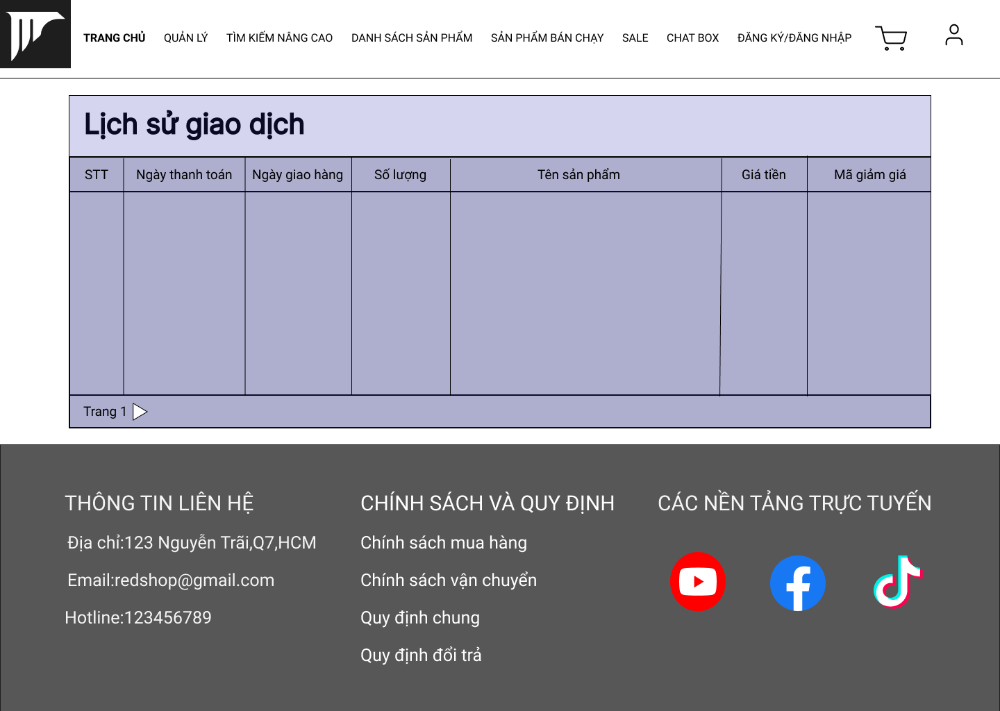 TRANG CHỦ QUẢN LÝ TÌM KIẾM NÂNG CAO DANH SÁCH SẢN PHẨM SẢN PHẨM BÁN CHẠY SALE CHAT BOX ĐĂNG KÝ/ĐĂNG NHẬP
Lịch sử giao dịch
STT Ngày thanh toán Ngày giao hàng Số lượng Tên sản phẩm Giá tiền Mã giảm giá
Trang 1
THÔNG TIN LIÊN HỆ
Địa chỉ:123 Nguyễn Trãi,Q7,HCM
Email:redshop@gmail.com
Hotline:123456789
CHÍNH SÁCH VÀ QUY ĐỊNH
Chính sách mua hàng
Chính sách vận chuyển
Quy định chung
Quy định đổi trả
CÁC NỀN TẢNG TRỰC TUYẾN